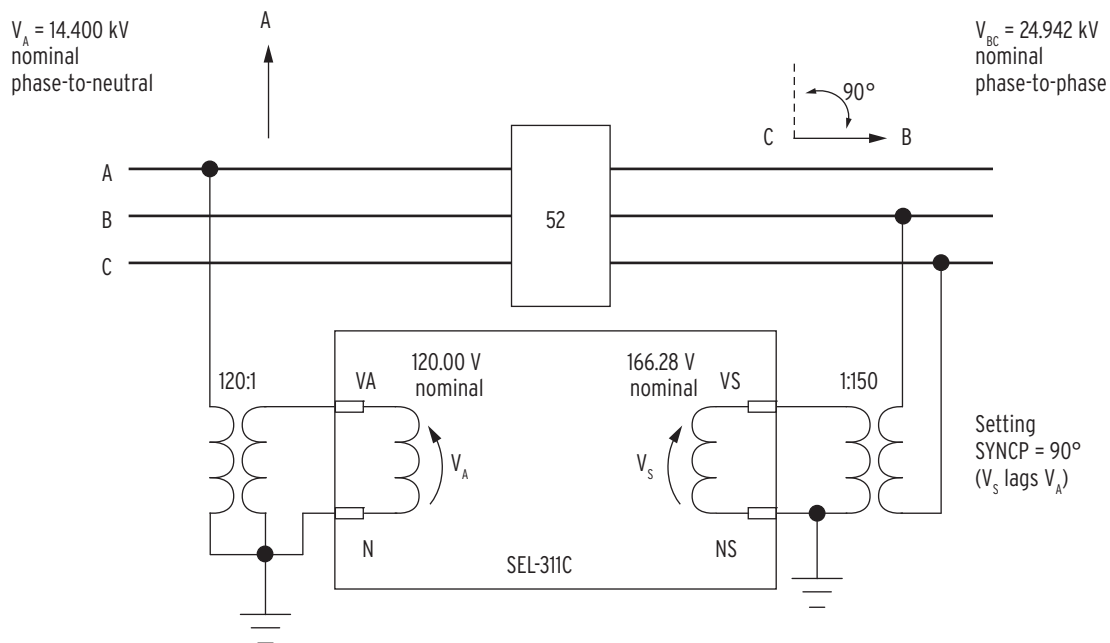 V_A = 14.400 kV
nominal
phase-to-neutral
A
90°
C
B
V_BC = 24.942 kV
nominal
phase-to-phase
A
B
C
52
120:1
VA
120.00 V
nominal
166.28 V
nominal
VS
1:150
V_A
V_S
Setting
SYNCP = 90°
(V_S lags V_A)
N
NS
SEL-311C